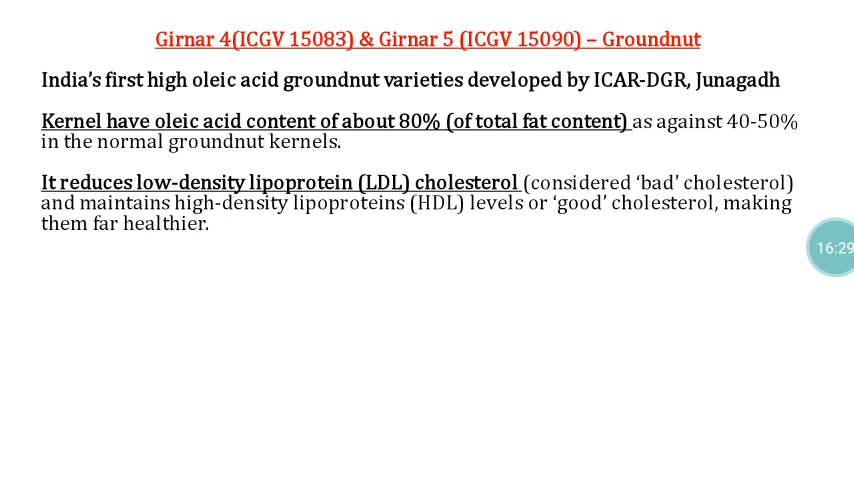 Girnar 4(ICGV 15083) & Girnar 5 (ICGV 15090) – Groundnut
India’s first high oleic acid groundnut varieties developed by ICAR-DGR, Junagadh
Kernel have oleic acid content of about 80% (of total fat content) as against 40-50%
in the normal groundnut kernels.
It reduces low-density lipoprotein (LDL) cholesterol (considered ‘bad’ cholesterol)
and maintains high-density lipoproteins (HDL) levels or ‘good’ cholesterol, making
them far healthier.
16:29